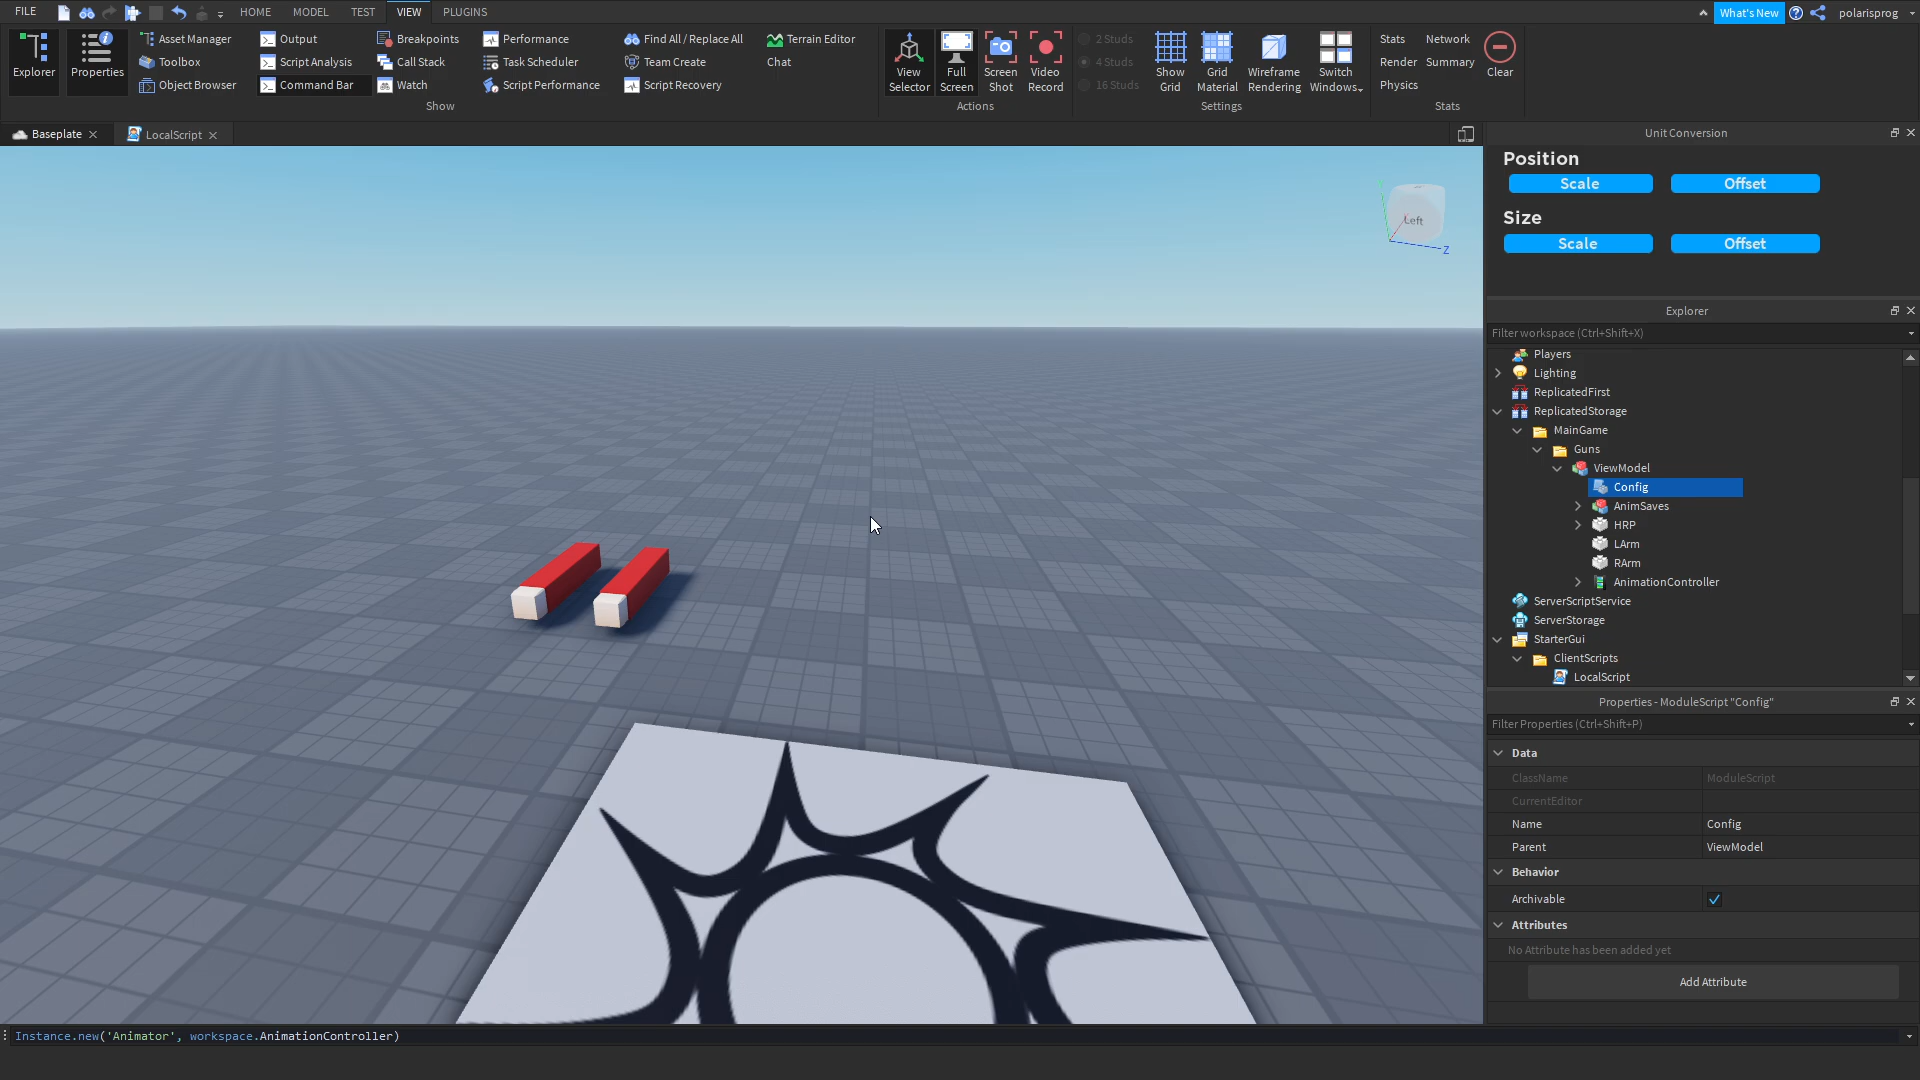 FILE HOME MODEL TEST VIEW PLUGINS What's New polarisprog
Explorer
Properties
Asset Manager
Toolbox
Object Browser
Output
Script Analysis
Command Bar
Breakpoints
Call Stack
Watch
Performance
Task Scheduler
Script Performance
Find All / Replace All
Team Create
Script Recovery
Terrain Editor
Chat
Show
View
Selector
Full
Screen
Screen
Shot
Video
Record
Actions
2 Studs
4 Studs
16 Studs
Show
Grid
Grid
Material
Wireframe
Rendering
Switch
Windows
Settings
Stats
Render
Physics
Network
Summary
Clear
Stats
Baseplate
LocalScript
Left
Z
Unit Conversion
Position
Scale Offset
Size
Scale Offset
Explorer
Filter workspace (Ctrl+Shift+X)
Players
Lighting
ReplicatedFirst
ReplicatedStorage
MainGame
Guns
ViewModel
Config
AnimSaves
HRP
LArm
RArm
AnimationController
ServerScriptService
ServerStorage
StarterGui
ClientScripts
LocalScript
Properties - ModuleScript "Config"
Filter Properties (Ctrl+Shift+P)
Data
ClassName ModuleScript
CurrentEditor
Name Config
Parent ViewModel
Behavior
Archivable
Attributes
No Attribute has been added yet
Add Attribute
Instance.new('Animator', workspace.AnimationController)